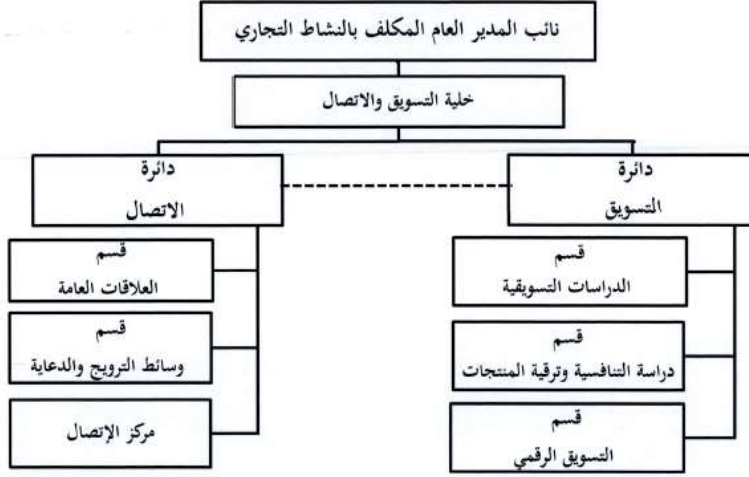 نائب المدير العام المكلف بالنشاط التجاري
خلية التسويق والاتصال
دائرة
التسويق
دائرة
الاتصال
قسم
الدراسات التسويقية
قسم
دراسة التنافسية وترقية المنتجات
قسم
التسويق الرقمي
قسم
العلاقات العامة
قسم
وسائط الترويج والدعاية
مركز الإتصال